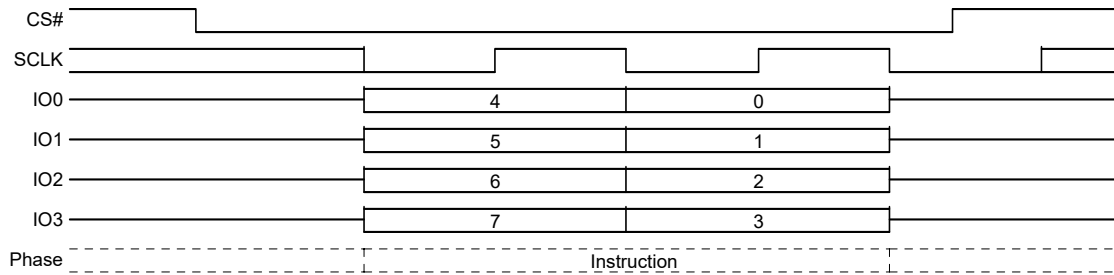 CS#
SCLK
IO0 4 0
IO1 5 1
IO2 6 2
IO3 7 3
Phase Instruction